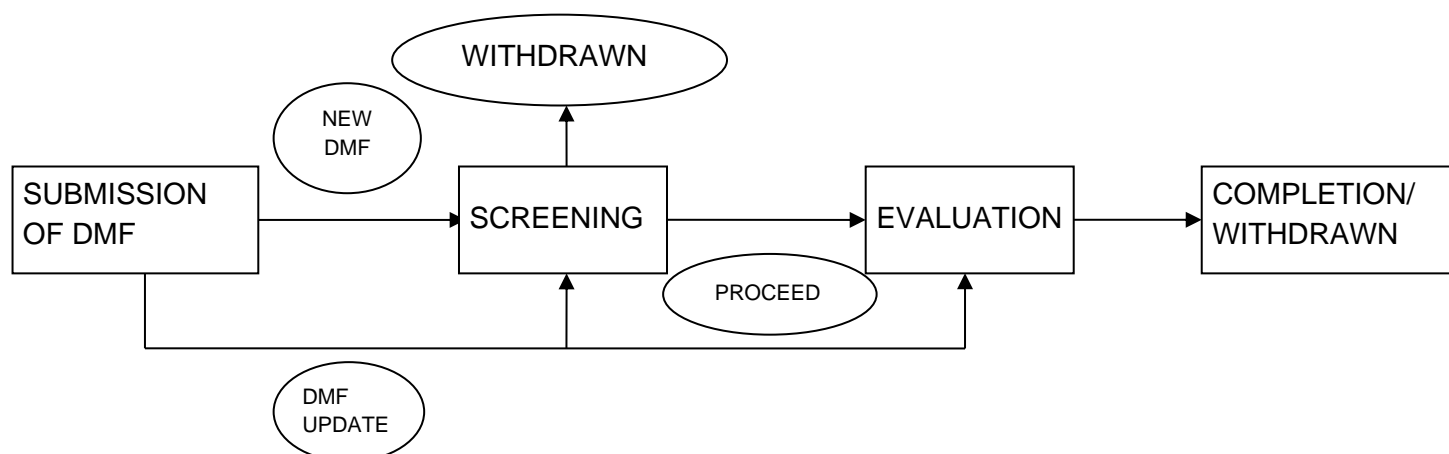 WITHDRAWN
NEW
DMF
SUBMISSION
OF DMF
SCREENING
EVALUATION
COMPLETION/
WITHDRAWN
PROCEED
DMF
UPDATE